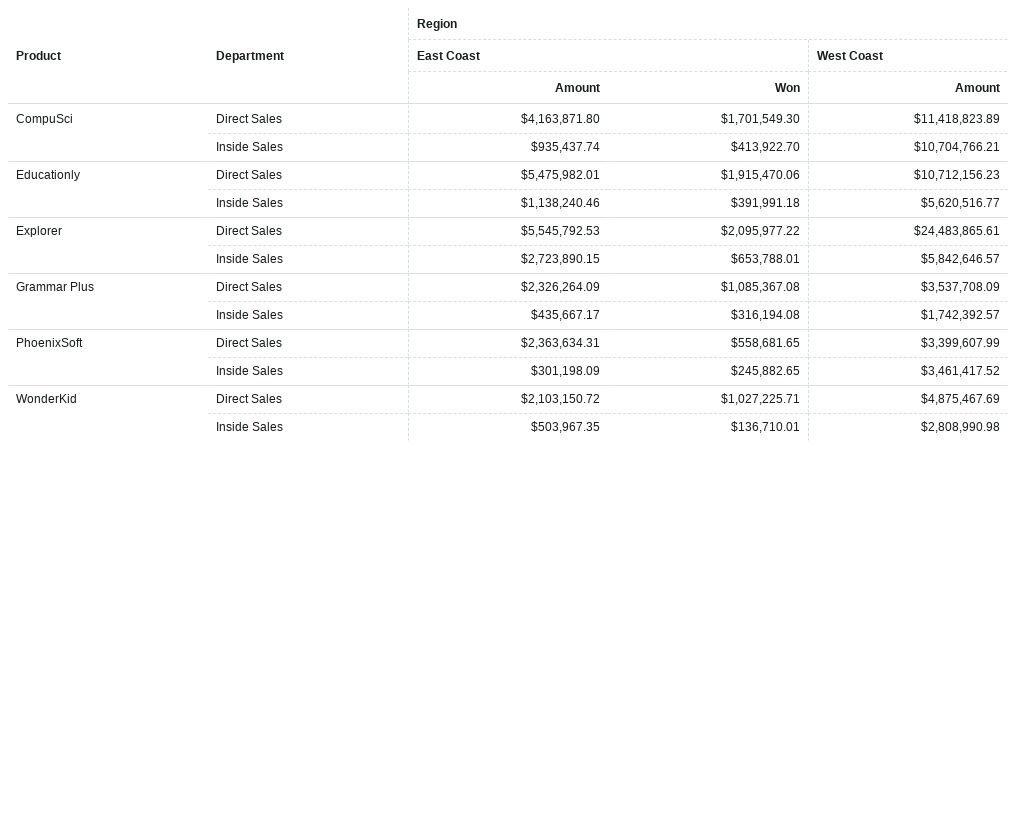 Region
Product Department East Coast West Coast
Amount Won Amount
CompuSci Direct Sales $4,163,871.80 $1,701,549.30 $11,418,823.89
Inside Sales $935,437.74 $413,922.70 $10,704,766.21
Educationly Direct Sales $5,475,982.01 $1,915,470.06 $10,712,156.23
Inside Sales $1,138,240.46 $391,991.18 $5,620,516.77
Explorer Direct Sales $5,545,792.53 $2,095,977.22 $24,483,865.61
Inside Sales $2,723,890.15 $653,788.01 $5,842,646.57
Grammar Plus Direct Sales $2,326,264.09 $1,085,367.08 $3,537,708.09
Inside Sales $435,667.17 $316,194.08 $1,742,392.57
PhoenixSoft Direct Sales $2,363,634.31 $558,681.65 $3,399,607.99
Inside Sales $301,198.09 $245,882.65 $3,461,417.52
WonderKid Direct Sales $2,103,150.72 $1,027,225.71 $4,875,467.69
Inside Sales $503,967.35 $136,710.01 $2,808,990.98